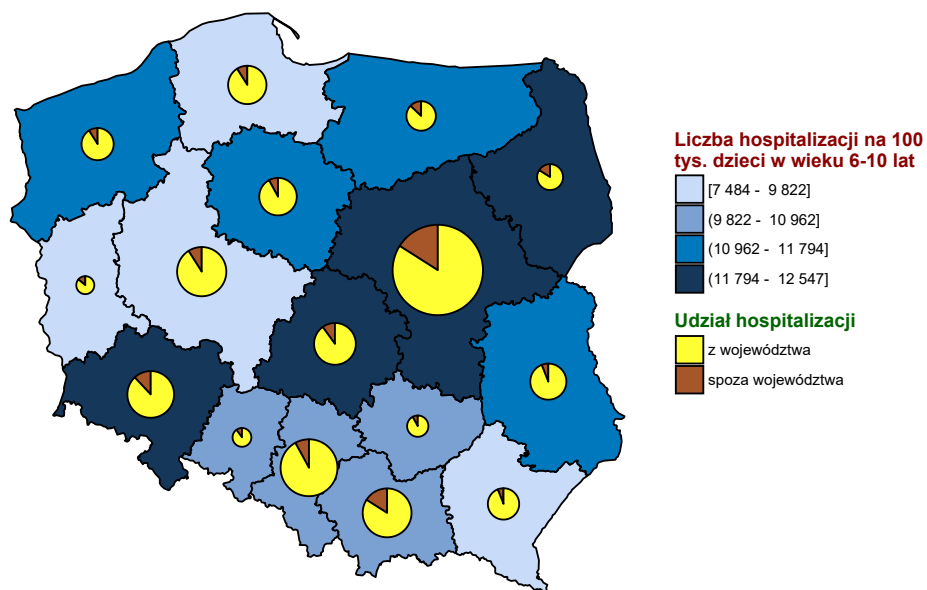 Liczba hospitalizacji na 100
tys. dzieci w wieku 6-10 lat
[7 484 - 9 822]
(9 822 - 10 962]
(10 962 - 11 794]
(11 794 - 12 547]
Udział hospitalizacji
z województwa
spoza województwa